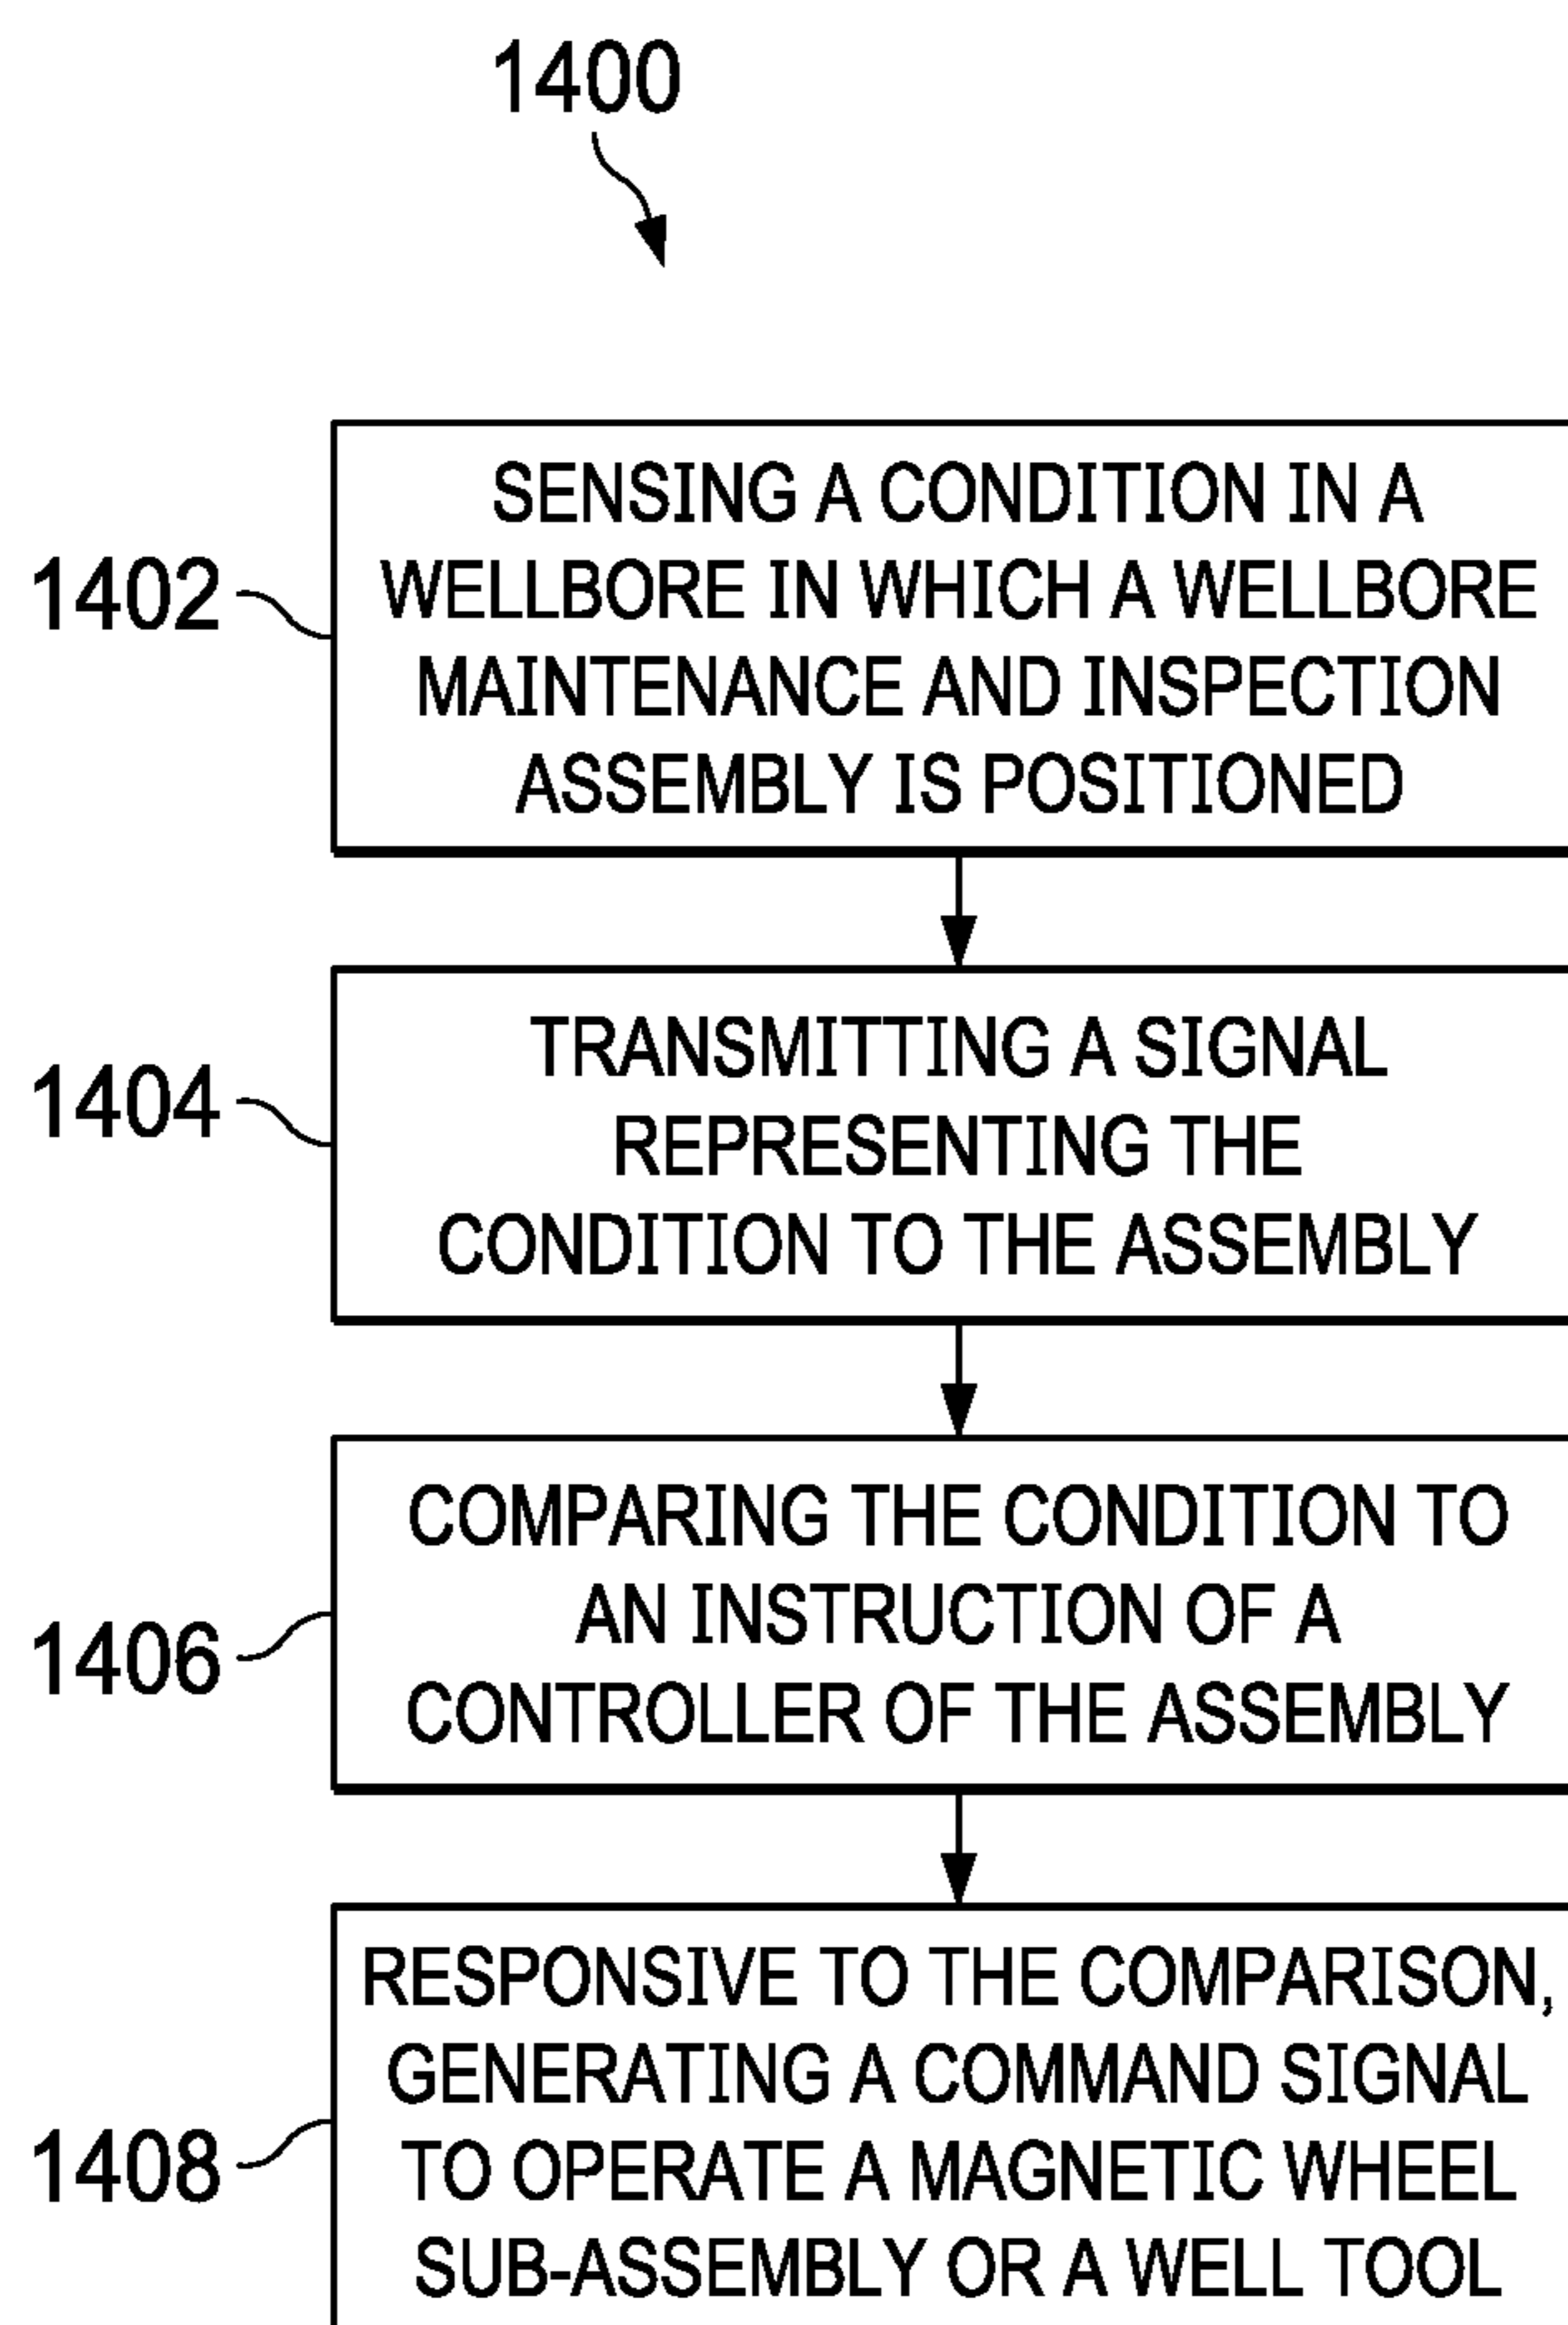 1400
1402
SENSING A CONDITION IN A
WELLBORE IN WHICH A WELLBORE
MAINTENANCE AND INSPECTION
ASSEMBLY IS POSITIONED
1404
TRANSMITTING A SIGNAL
REPRESENTING THE
CONDITION TO THE ASSEMBLY
1406
COMPARING THE CONDITION TO
AN INSTRUCTION OF A
CONTROLLER OF THE ASSEMBLY
1408
RESPONSIVE TO THE COMPARISON,
GENERATING A COMMAND SIGNAL
TO OPERATE A MAGNETIC WHEEL
SUB-ASSEMBLY OR A WELL TOOL